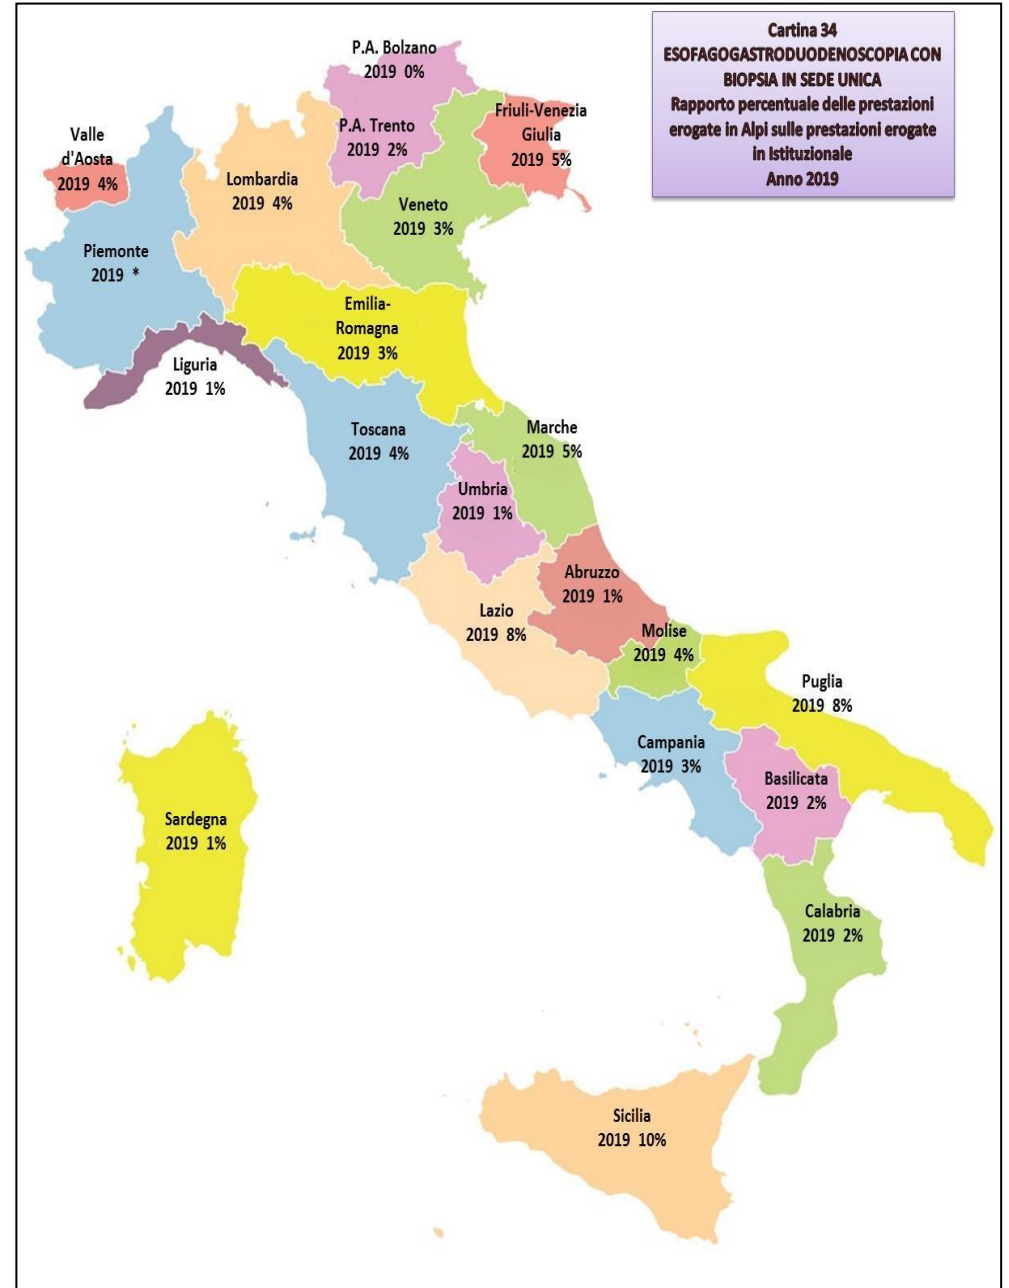 Cartina 34
ESOFAGOGASTRODUODENOSCOPIA CON
BIOPSIA IN SEDE UNICA
Rapporto percentuale delle prestazioni
erogate in Alpi sulle prestazioni erogate
in Istituzionale
Anno 2019
P.A. Bolzano
2019 0%
P.A. Trento
2019 2%
Friuli-Venezia
Giulia
2019 5%
Valle
d'Aosta
2019 4%
Lombardia
2019 4%
Veneto
2019 3%
Piemonte
2019 *
Emilia-
Romagna
2019 3%
Liguria
2019 1%
Toscana
2019 4%
Marche
2019 5%
Umbria
2019 1%
Abruzzo
2019 1%
Lazio
2019 8%
Molise
2019 4%
Puglia
2019 8%
Campania
2019 3%
Basilicata
2019 2%
Sardegna
2019 1%
Calabria
2019 2%
Sicilia
2019 10%